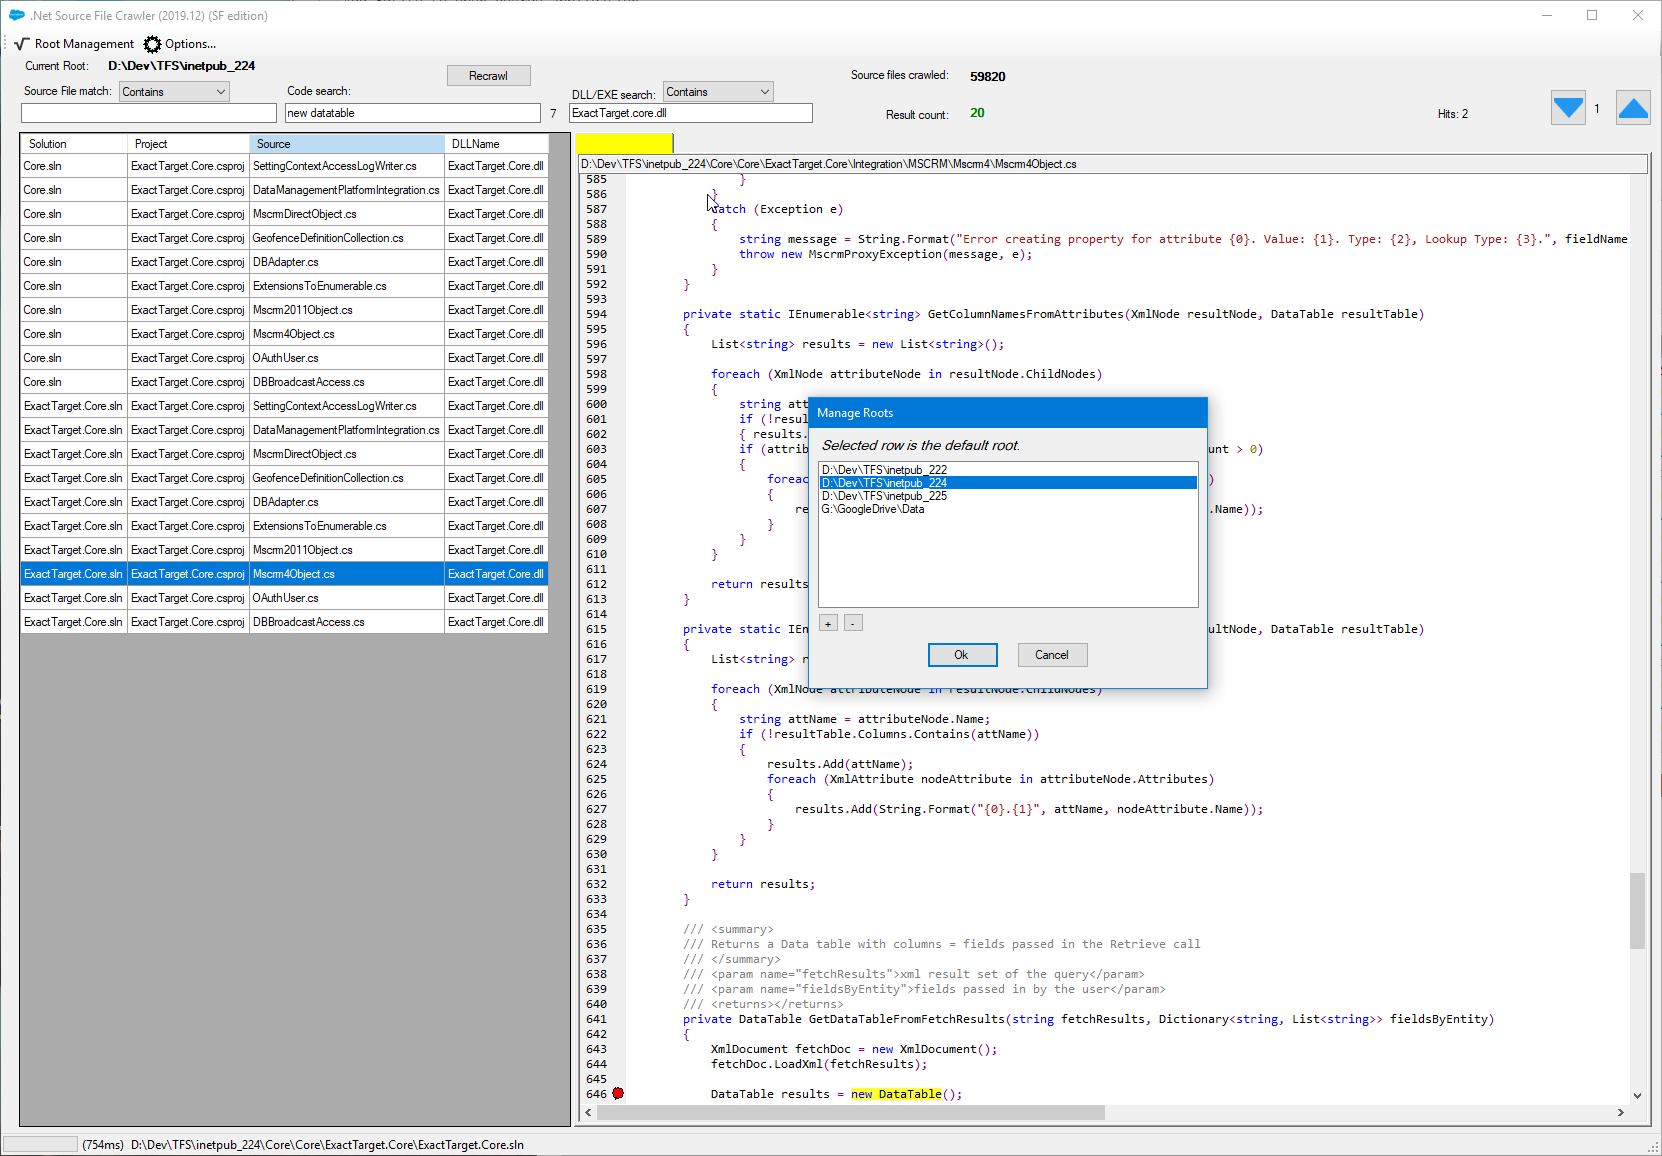 .Net Source File Crawler (2019.12) (SF edition)
Root Management Options...
Current Root: D:\Dev\TFS\inetpub_224
Recrawl
Source files crawled: 59820
Source File match: Contains
Code search:
DLL/EXE search: Contains
new datatable 7
ExactTarget.core.dll
Result count: 20
Hits: 2
1
Solution Project Source DLLName
Core.sln ExactTarget.Core.csproj SettingContextAccessLogWriter.cs ExactTarget.Core.dll
Core.sln ExactTarget.Core.csproj DataManagementPlatformIntegration.cs ExactTarget.Core.dll
Core.sln ExactTarget.Core.csproj MscrmDirectObject.cs ExactTarget.Core.dll
Core.sln ExactTarget.Core.csproj GeofenceDefinitionCollection.cs ExactTarget.Core.dll
Core.sln ExactTarget.Core.csproj DBAdapter.cs ExactTarget.Core.dll
Core.sln ExactTarget.Core.csproj ExtensionsToEnumerable.cs ExactTarget.Core.dll
Core.sln ExactTarget.Core.csproj Mscrm2011Object.cs ExactTarget.Core.dll
Core.sln ExactTarget.Core.csproj Mscrm4Object.cs ExactTarget.Core.dll
Core.sln ExactTarget.Core.csproj OAuthUser.cs ExactTarget.Core.dll
Core.sln ExactTarget.Core.csproj DBBroadcastAccess.cs ExactTarget.Core.dll
ExactTarget.Core.sln ExactTarget.Core.csproj SettingContextAccessLogWriter.cs ExactTarget.Core.dll
ExactTarget.Core.sln ExactTarget.Core.csproj DataManagementPlatformIntegration.cs ExactTarget.Core.dll
ExactTarget.Core.sln ExactTarget.Core.csproj MscrmDirectObject.cs ExactTarget.Core.dll
ExactTarget.Core.sln ExactTarget.Core.csproj GeofenceDefinitionCollection.cs ExactTarget.Core.dll
ExactTarget.Core.sln ExactTarget.Core.csproj DBAdapter.cs ExactTarget.Core.dll
ExactTarget.Core.sln ExactTarget.Core.csproj ExtensionsToEnumerable.cs ExactTarget.Core.dll
ExactTarget.Core.sln ExactTarget.Core.csproj Mscrm2011Object.cs ExactTarget.Core.dll
ExactTarget.Core.sln ExactTarget.Core.csproj Mscrm4Object.cs ExactTarget.Core.dll
ExactTarget.Core.sln ExactTarget.Core.csproj OAuthUser.cs ExactTarget.Core.dll
ExactTarget.Core.sln ExactTarget.Core.csproj DBBroadcastAccess.cs ExactTarget.Core.dll
D:\Dev\TFS\inetpub_224\Core\Core\ExactTarget.Core\Integration\MSCRM\Mscrm4\Mscrm4Object.cs
585 }
586 }
587 catch (Exception e)
588 {
589 string message = String.Format("Error creating property for attribute {0}. Value: {1}. Type: {2}, Lookup Type: {3}.", fieldName
590 throw new MscrmProxyException(message, e);
591 }
592 }
593
594 private static IEnumerable<string> GetColumnNamesFromAttributes(XmlNode resultNode, DataTable resultTable)
595 {
596 List<string> results = new List<string>();
597
598 foreach (XmlNode attributeNode in resultNode.ChildNodes)
599 {
600 string att
601 if (!resul
602 { results.
603 if (attrib unt > 0)
604 {
605 foreac )
606 {
607 re .Name));
608 }
609 }
610 }
611
612 return results
613 }
614
615 private static IEn ultNode, DataTable resultTable)
616 {
617 List<string> r
618
619 foreach (XmlNode attributeNode in resultNode.ChildNodes)
620 {
621 string attName = attributeNode.Name;
622 if (!resultTable.Columns.Contains(attName))
623 {
624 results.Add(attName);
625 foreach (XmlAttribute nodeAttribute in attributeNode.Attributes)
626 {
627 results.Add(String.Format("{0}.{1}", attName, nodeAttribute.Name));
628 }
629 }
630 }
631
632 return results;
633 }
634
635 /// <summary>
636 /// Returns a Data table with columns = fields passed in the Retrieve call
637 /// </summary>
638 /// <param name="fetchResults">xml result set of the query</param>
639 /// <param name="fieldsByEntity">fields passed in by the user</param>
640 /// <returns></returns>
641 private DataTable GetDataTableFromFetchResults(string fetchResults, Dictionary<string, List<string>> fieldsByEntity)
642 {
643 XmlDocument fetchDoc = new XmlDocument();
644 fetchDoc.LoadXml(fetchResults);
645
646 DataTable results = new DataTable();
Manage Roots
Selected row is the default root.
D:\Dev\TFS\inetpub_222
D:\Dev\TFS\inetpub_224
D:\Dev\TFS\inetpub_225
G:\GoogleDrive\Data
+ -
Ok Cancel
(754ms) D:\Dev\TFS\inetpub_224\Core\Core\ExactTarget.Core\ExactTarget.Core.sln